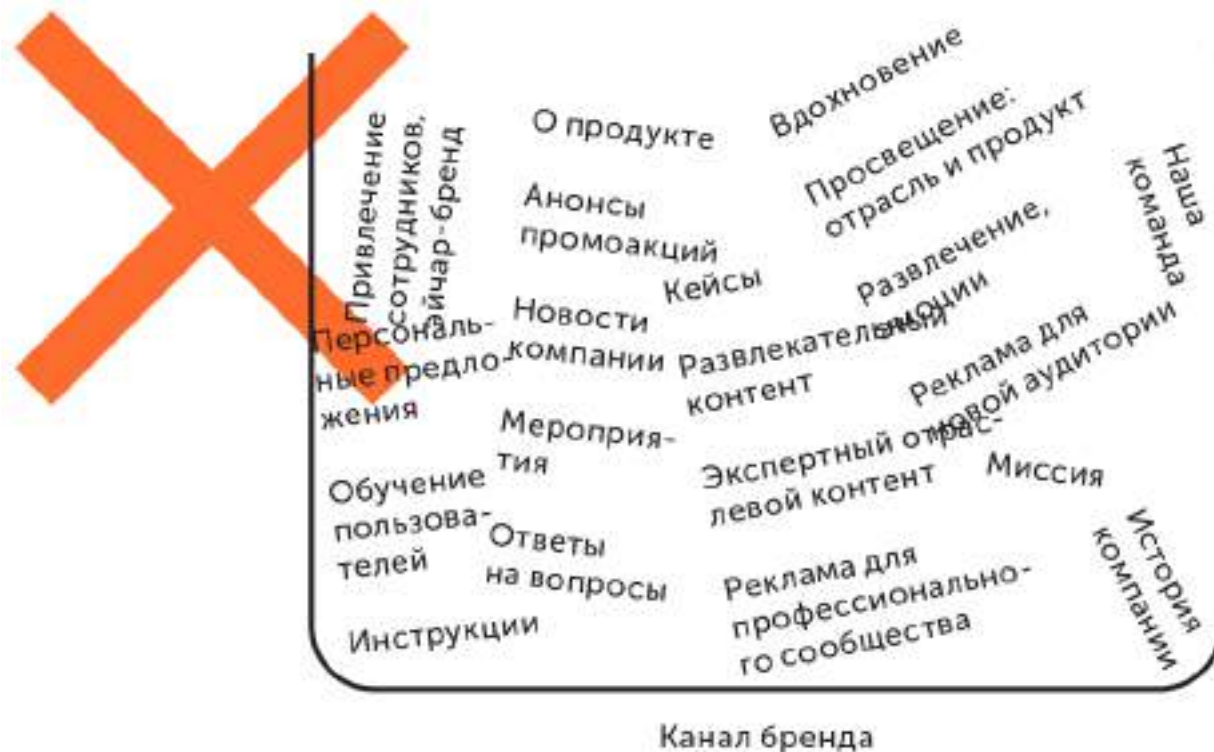 Привлечение
сотрудников,
эйчар-бренд
О продукте
Вдохновение
Просвещение:
отрасль и продукт
Наша
команда
Анонсы
промоакций
Кейсы
Развлечение,
эмоции
Персональ-
ные предло-
жения
Новости
компании
Развлекательный
контент
Реклама для
новой аудитории
Мероприя-
тия
Экспертный отрас-
левой контент
Миссия
Обучение
пользова-
телей
Ответы
на вопросы
Реклама для
профессионально-
го сообщества
История
компании
Инструкции
Канал бренда